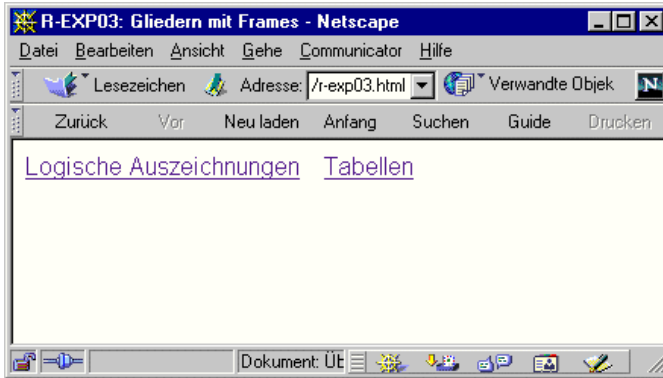 R-EXP03: Gliedern mit Frames - Netscape
Datei Bearbeiten Ansicht Gehe Communicator Hilfe
Lesezeichen Adresse: /r-exp03.html Verwandte Objek N
Zurück Vor Neu laden Anfang Suchen Guide Drucken
Logische Auszeichnungen Tabellen
Dokument: Üb